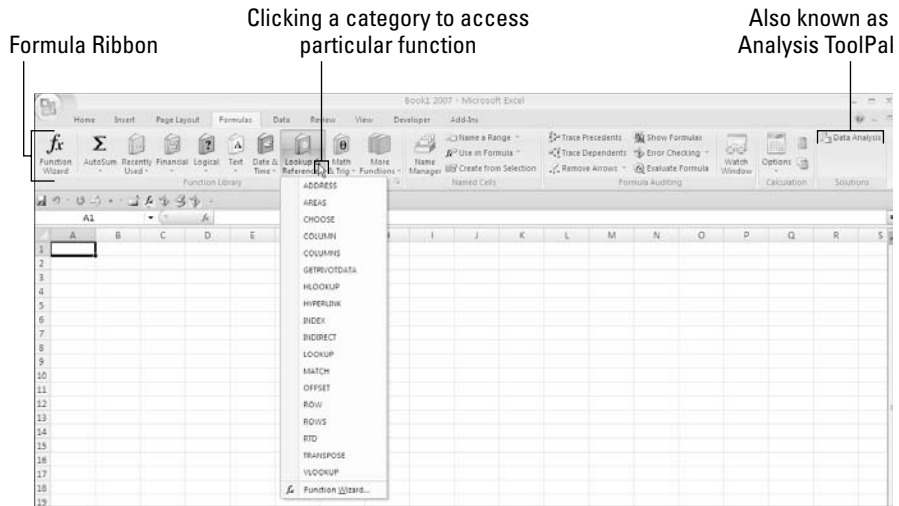 Clicking a category to access
particular function
Also known as
Analysis ToolPal
Formula Ribbon
Book1 2007 - Microsoft Excel
Home Insert Page Layout Formulas Data Review View Developer Add-Ins
fx Function Wizard
Σ AutoSum
Recently Used
Financial
Logical
Text
Date & Time
Lookup & Reference
Math & Trig
More Functions
Function Library
Name Manager
Name a Range
Use in Formula
Create from Selection
Named Cells
Trace Precedents
Trace Dependents
Remove Arrows
Show Formulas
Error Checking
Evaluate Formula
Watch Window
Formula Auditing
Options
Calculation
Data Analysis
Solutions
A1 fx
A B C D E I J K L M N O P Q R S
ADDRESS
AREAS
CHOOSE
COLUMN
COLUMNS
GETPIVOTDATA
HLOOKUP
HYPERLINK
INDEX
INDIRECT
LOOKUP
MATCH
OFFSET
ROW
ROWS
RTD
TRANSPOSE
VLOOKUP
fx Function Wizard...
1
2
3
4
5
6
7
8
9
10
11
12
13
14
15
16
17
18
19